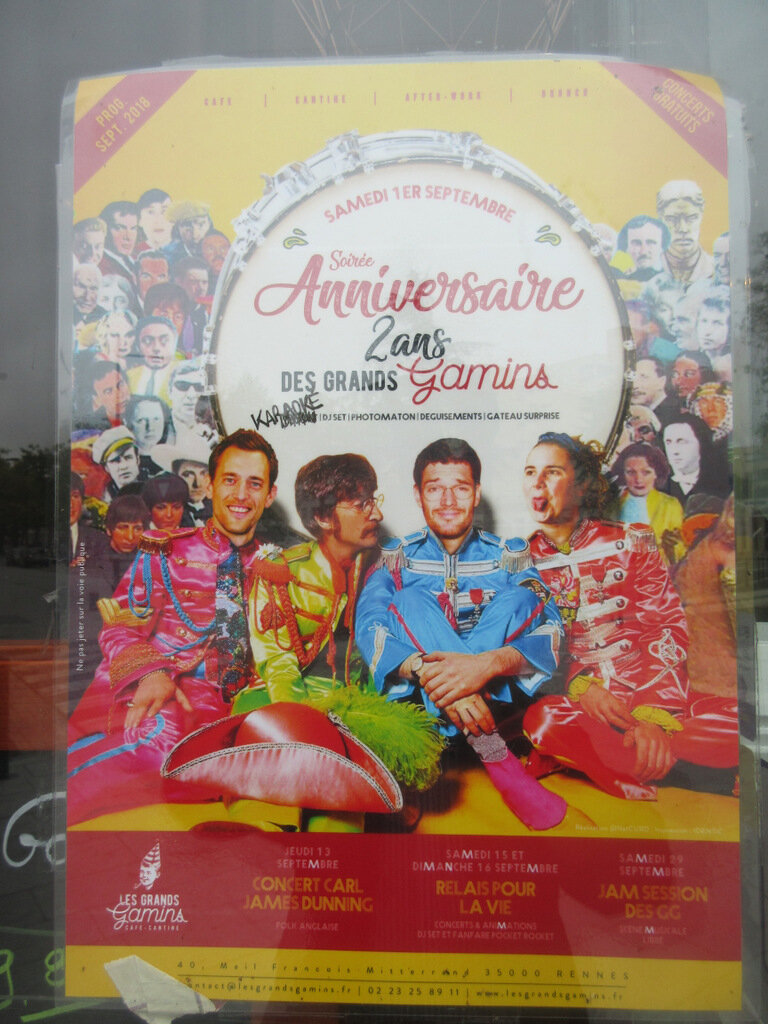 PROG
SEPT. 2018
CAFE | CANTINE | AFTER-WORK | BRUNCH
CONCERTS
GRATUITS
SAMEDI 1ER SEPTEMBRE
Soirée
Anniversaire
2 ans
DES GRANDS Gamins
KARAOKE | DJ SET | PHOTOMATON | DEGUISEMENTS | GATEAU SURPRISE
Ne pas jeter sur la voie publique
LES GRANDS
Gamins
CAFE-CANTINE
JEUDI 13
SEPTEMBRE
CONCERT CARL
JAMES DUNNING
FOLK ANGLAISE
SAMEDI 15 ET
DIMANCHE 16 SEPTEMBRE
RELAIS POUR
LA VIE
CONCERTS & ANIMATIONS
DJ SET ET FANFARE POCKET ROCKET
SAMEDI 29
SEPTEMBRE
JAM SESSION
DES GG
SCÈNE MUSICALE
LIBRE
40, Mail François Mitterrand 35000 RENNES
contact@lesgrandsgamins.fr | 02 23 25 89 11 | www.lesgrandsgamins.fr